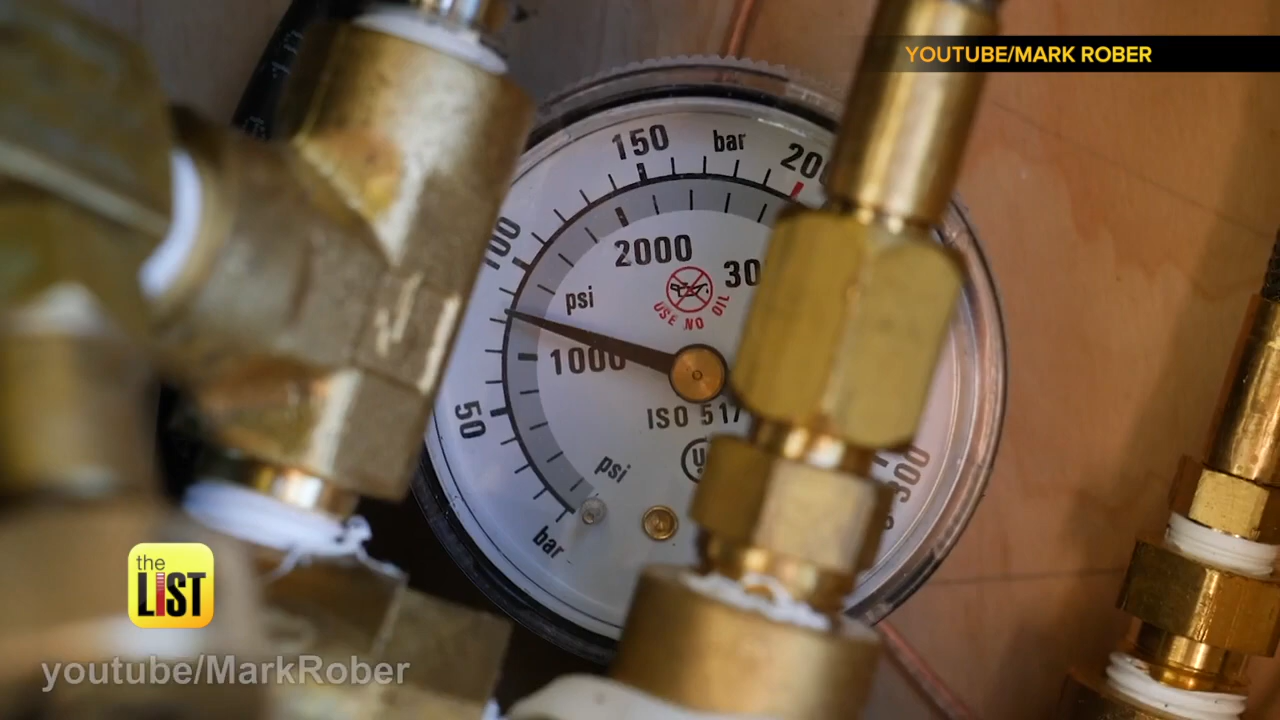 YOUTUBE/MARK ROBER
150
bar
100
2000
psi
USE NO OIL
1000
50
ISO
psi
bar
the
LIST
youtube/MarkRober